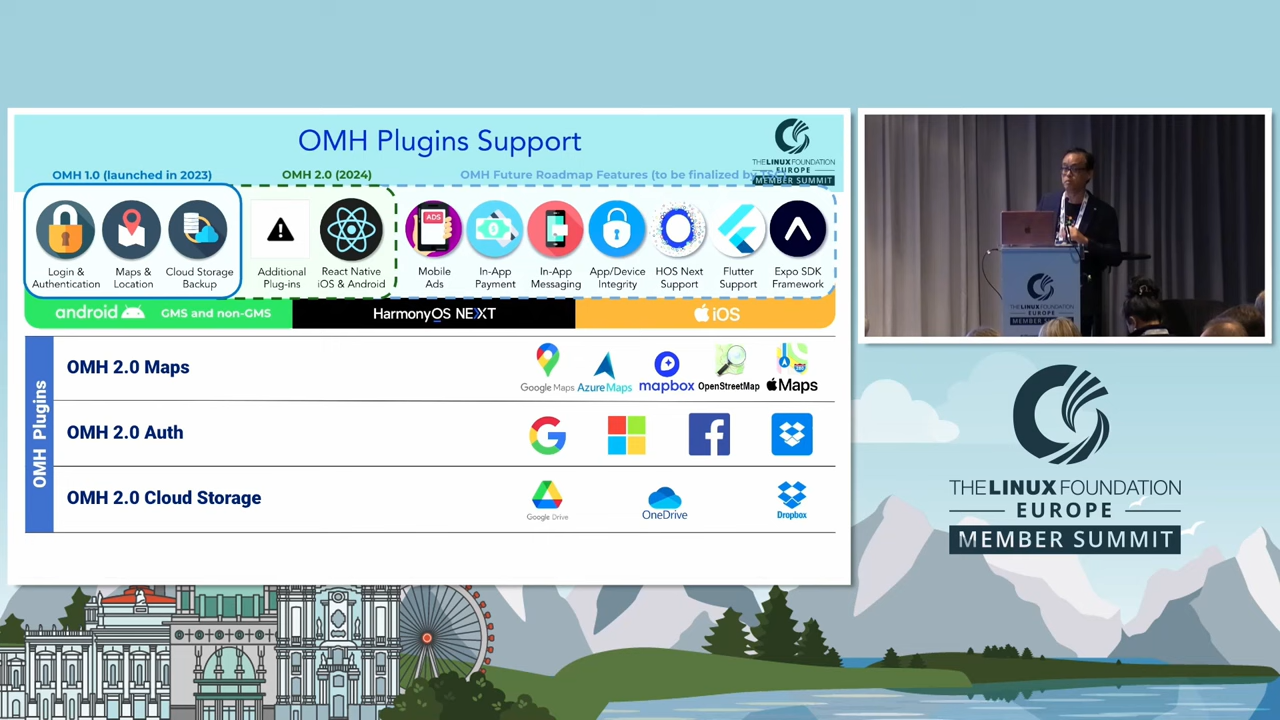 OMH Plugins Support
THE LINUX FOUNDATION
EUROPE
MEMBER SUMMIT
OMH 1.0 (launched in 2023)
OMH 2.0 (2024)
OMH Future Roadmap Features (to be finalized by
Login &
Authentication
Maps &
Location
Cloud Storage
Backup
Additional
Plug-ins
React Native
iOS & Android
ADS
Mobile
Ads
In-App
Payment
In-App
Messaging
App/Device
Integrity
HOS Next
Support
Flutter
Support
Expo SDK
Framework
android
GMS and non-GMS
HarmonyOS NEXT
iOS
OMH Plugins
OMH 2.0 Maps
Google Maps
Azure Maps
mapbox
OpenStreetMap
Maps
OMH 2.0 Auth
OMH 2.0 Cloud Storage
Google Drive
OneDrive
Dropbox
THE LINUX FOUNDATION
EUROPE
MEMBER SUMMIT
THE LINUX FOUNDATION
EUROPE
MEMBER SUMMIT